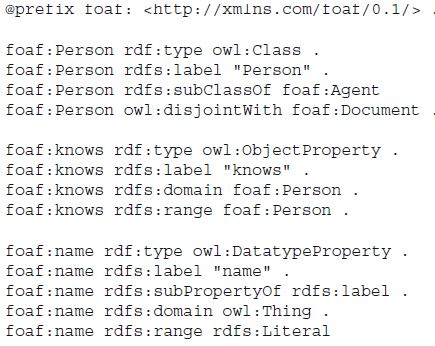 @prefix foaf: <http://xmlns.com/foaf/0.1/> .
foaf:Person rdf:type owl:Class .
foaf:Person rdfs:label "Person" .
foaf:Person rdfs:subClassOf foaf:Agent
foaf:Person owl:disjointWith foaf:Document .
foaf:knows rdf:type owl:ObjectProperty .
foaf:knows rdfs:label "knows" .
foaf:knows rdfs:domain foaf:Person .
foaf:knows rdfs:range foaf:Person .
foaf:name rdf:type owl:DatatypeProperty .
foaf:name rdfs:label "name" .
foaf:name rdfs:subPropertyOf rdfs:label .
foaf:name rdfs:domain owl:Thing .
foaf:name rdfs:range rdfs:Literal